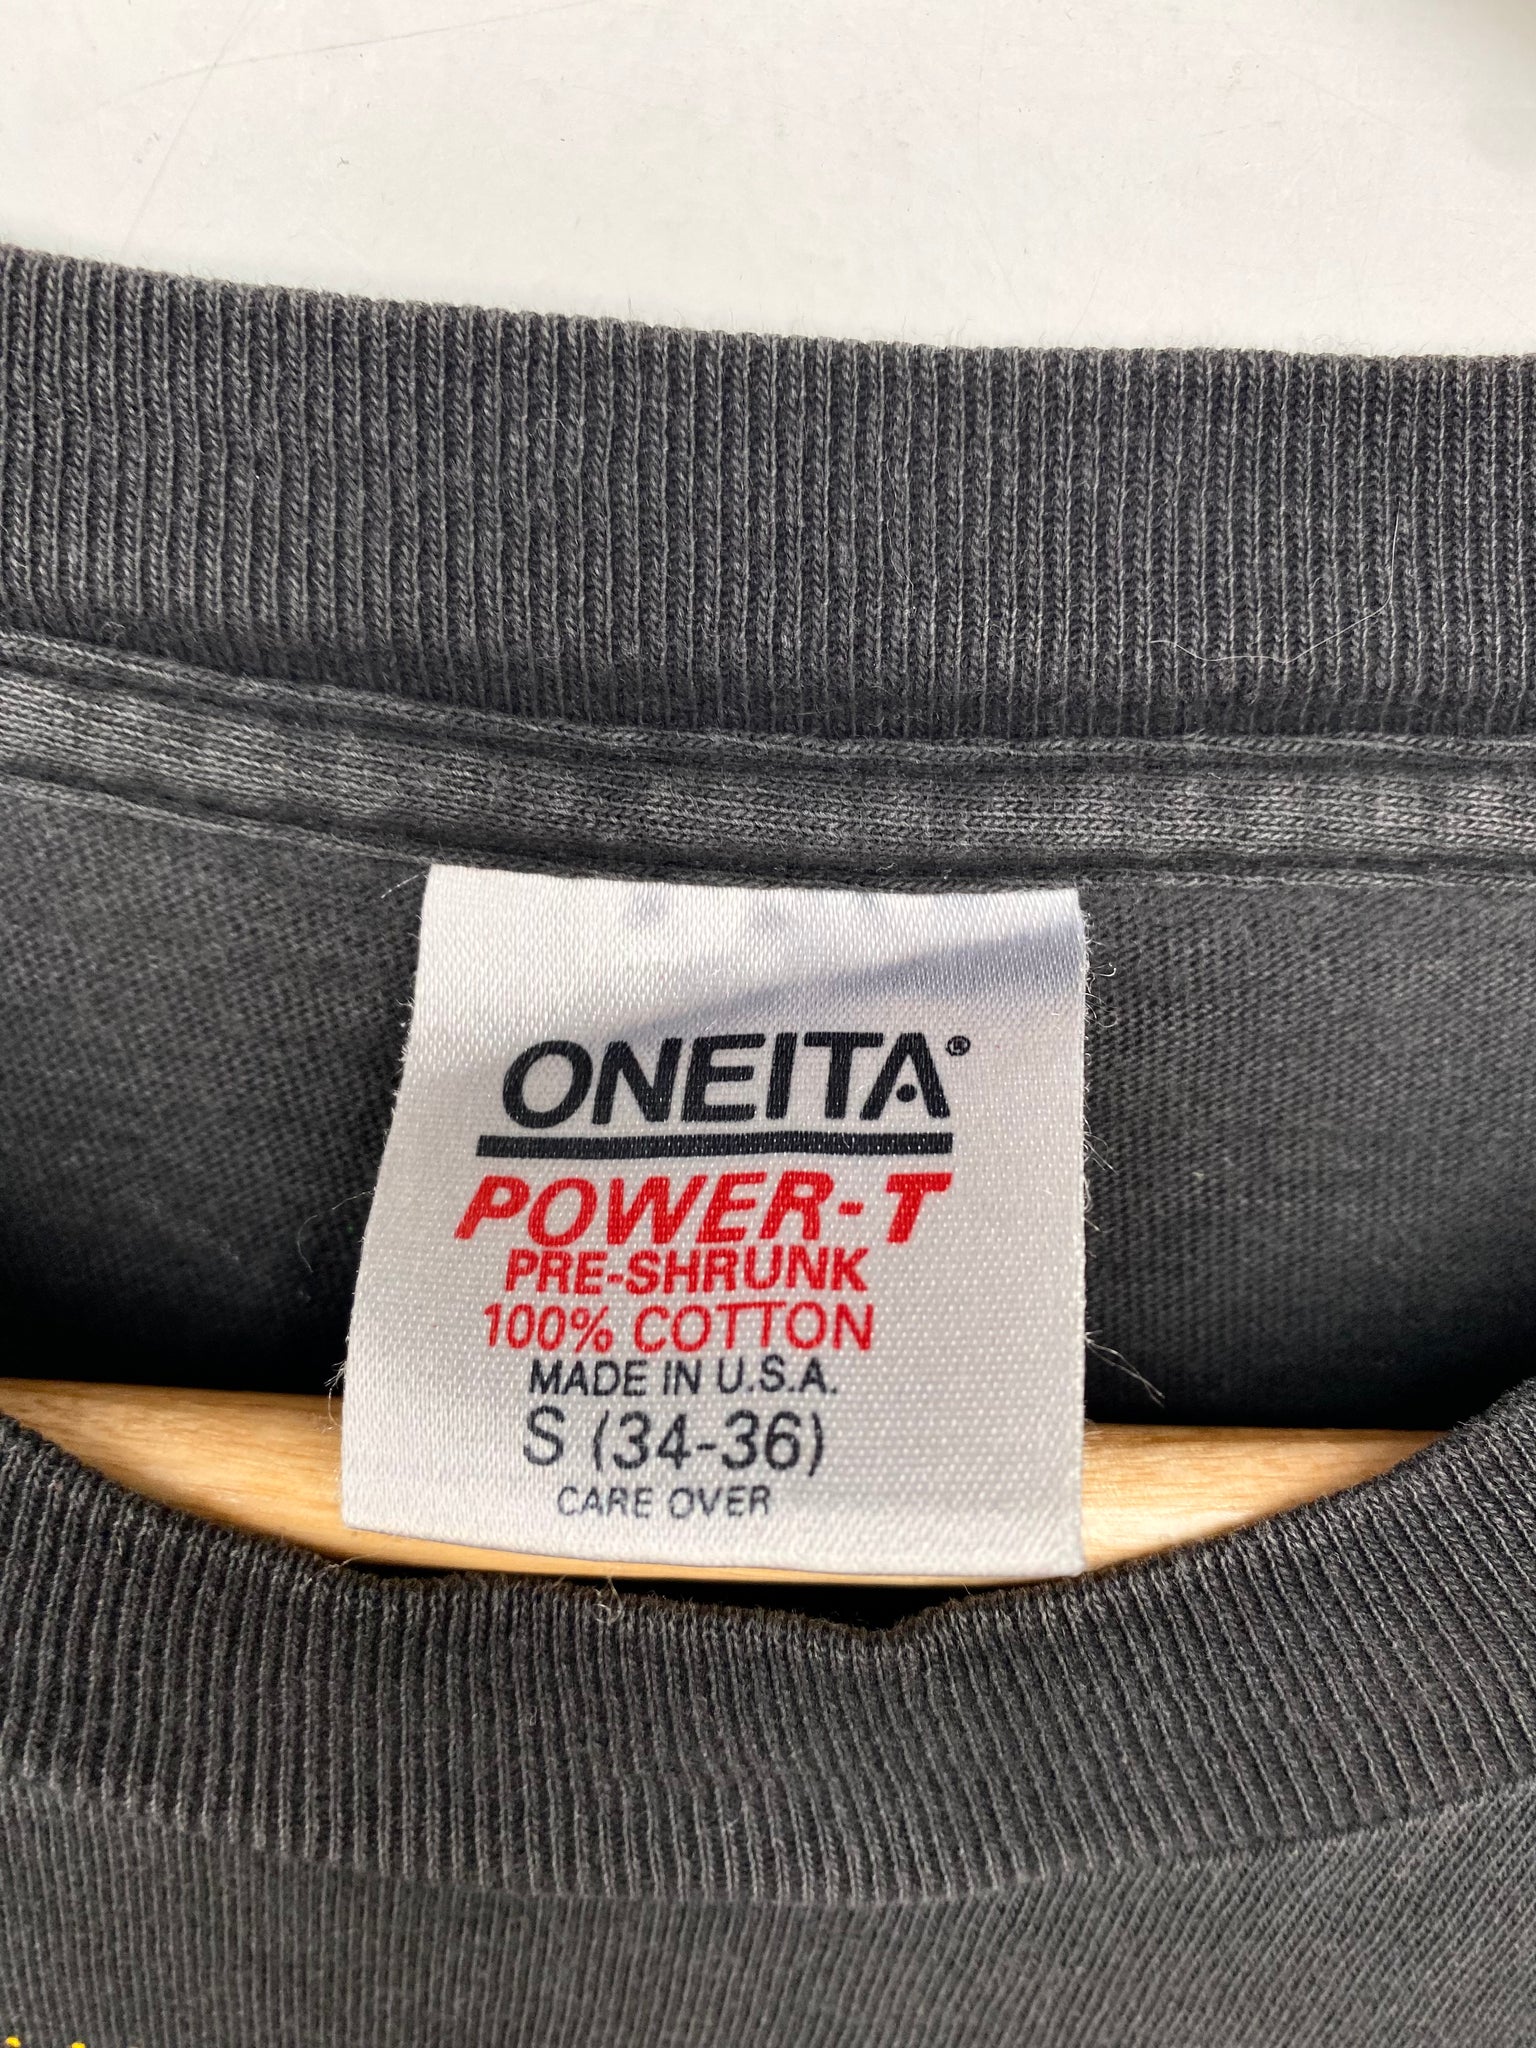 ONEITA®
POWER-T
PRE-SHRUNK
100% COTTON
MADE IN U.S.A.
S (34-36)
CARE OVER